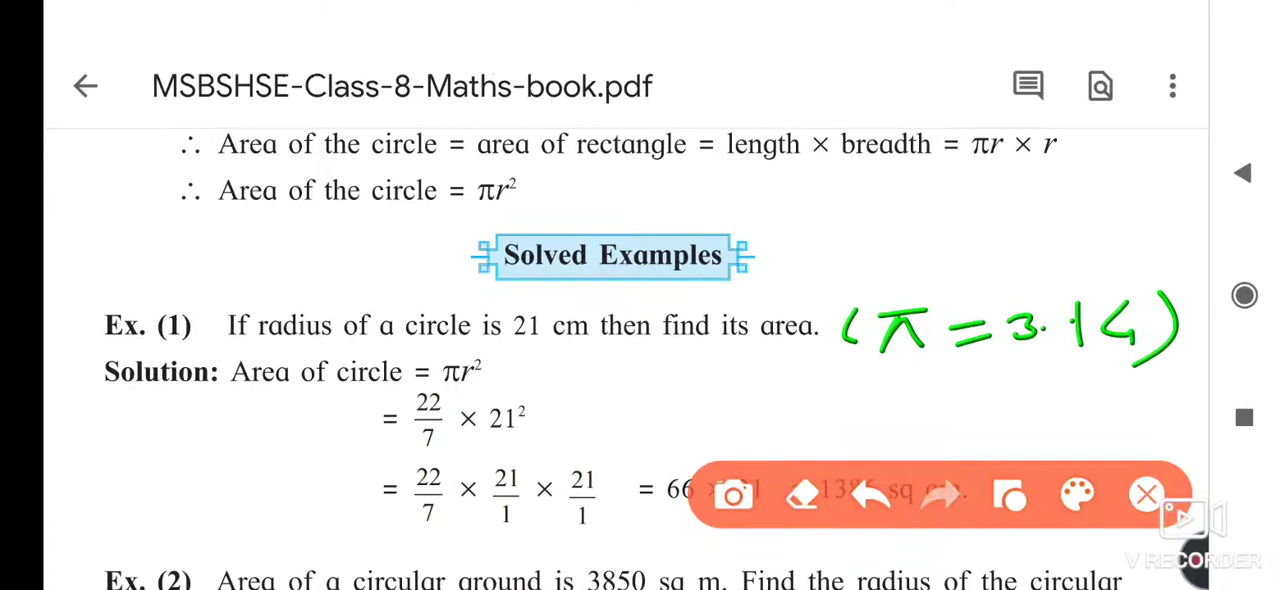 MSBSHSE-Class-8-Maths-book.pdf
∴ Area of the circle = area of rectangle = length × breadth = πr × r
∴ Area of the circle = πr²
Solved Examples
Ex. (1) If radius of a circle is 21 cm then find its area. (π = 3.14)
Solution: Area of circle = πr²
= 22/7 × 21²
= 22/7 × 21/1 × 21/1 = 66 sq
V RECORDER
Ex. (2) Area of a circular ground is 3850 sq m. Find the radius of the circular